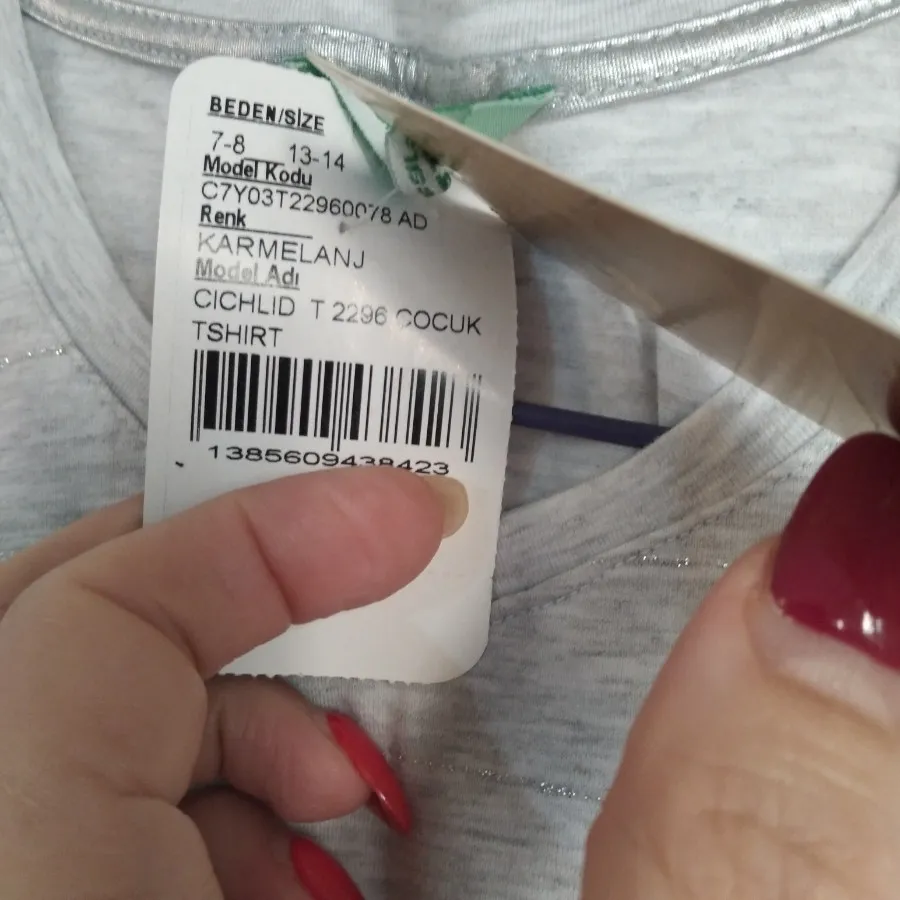 BEDEN/SIZE
7-8 13-14
Model Kodu
C7Y03T22960078 AD
Renk
KARMELANJ
Model Adı
CICHLID T 2296 COCUK
TSHIRT
1385609438423